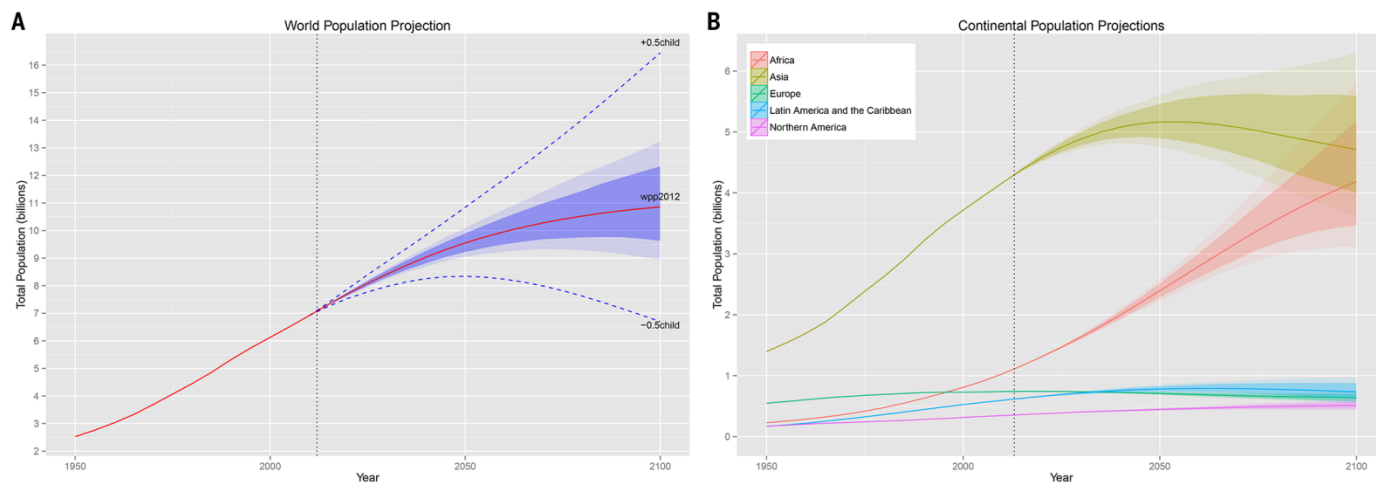 A
World Population Projection
+0.5child
wpp2012
−0.5child
16
15
14
13
12
11
10
9
8
7
6
5
4
3
2
Total Population (billions)
1950
2000
2050
2100
Year
B
Continental Population Projections
Africa
Asia
Europe
Latin America and the Caribbean
Northern America
6
5
4
3
2
1
0
Total Population (billions)
1950
2000
2050
2100
Year